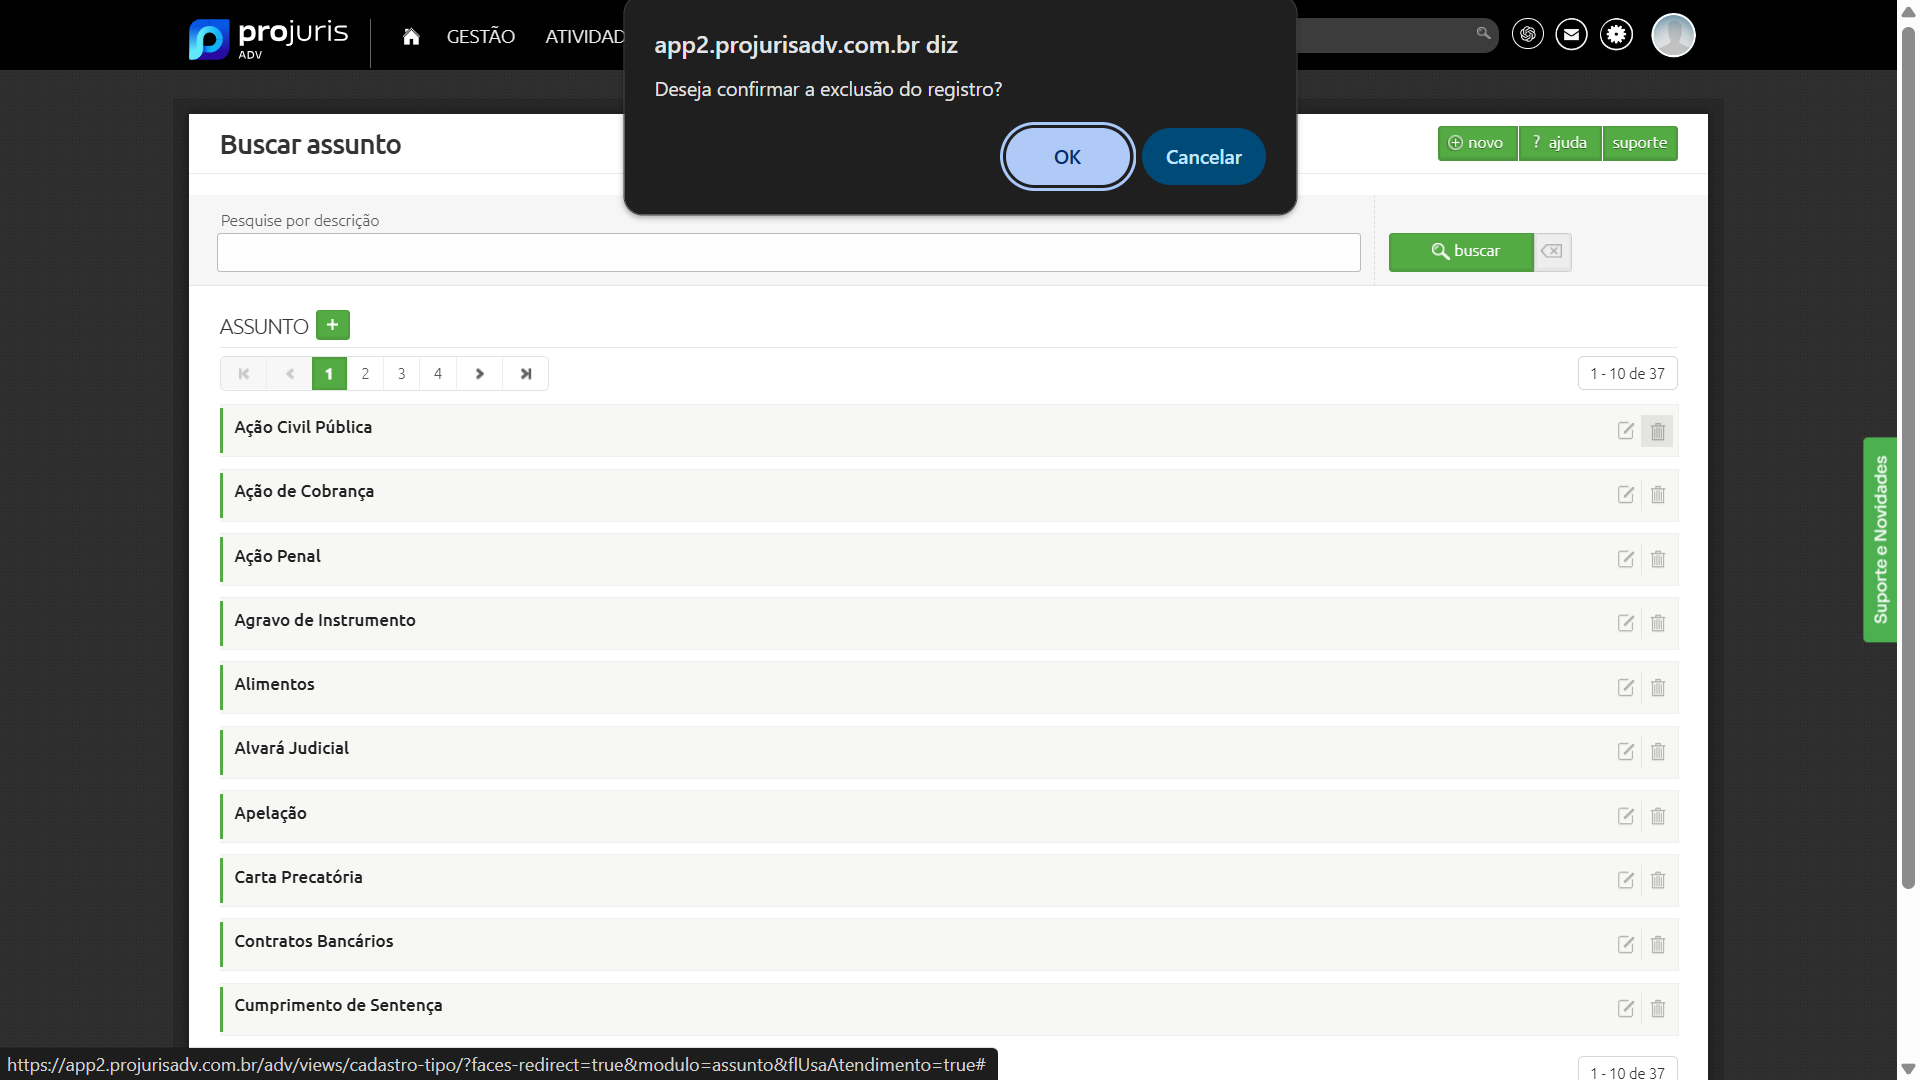 projuris
ADV
GESTÃO
ATIVIDAD
app2.projurisadv.com.br diz
Deseja confirmar a exclusão do registro?
OK
Cancelar
Buscar assunto
novo
? ajuda
suporte
Pesquise por descrição
buscar
ASSUNTO +
1 2 3 4
1 - 10 de 37
Ação Civil Pública
Ação de Cobrança
Ação Penal
Agravo de Instrumento
Alimentos
Alvará Judicial
Apelação
Carta Precatória
Contratos Bancários
Cumprimento de Sentença
Suporte e Novidades
https://app2.projurisadv.com.br/adv/views/cadastro-tipo/?faces-redirect=true&modulo=assunto&flUsaAtendimento=true#
1 - 10 de 37